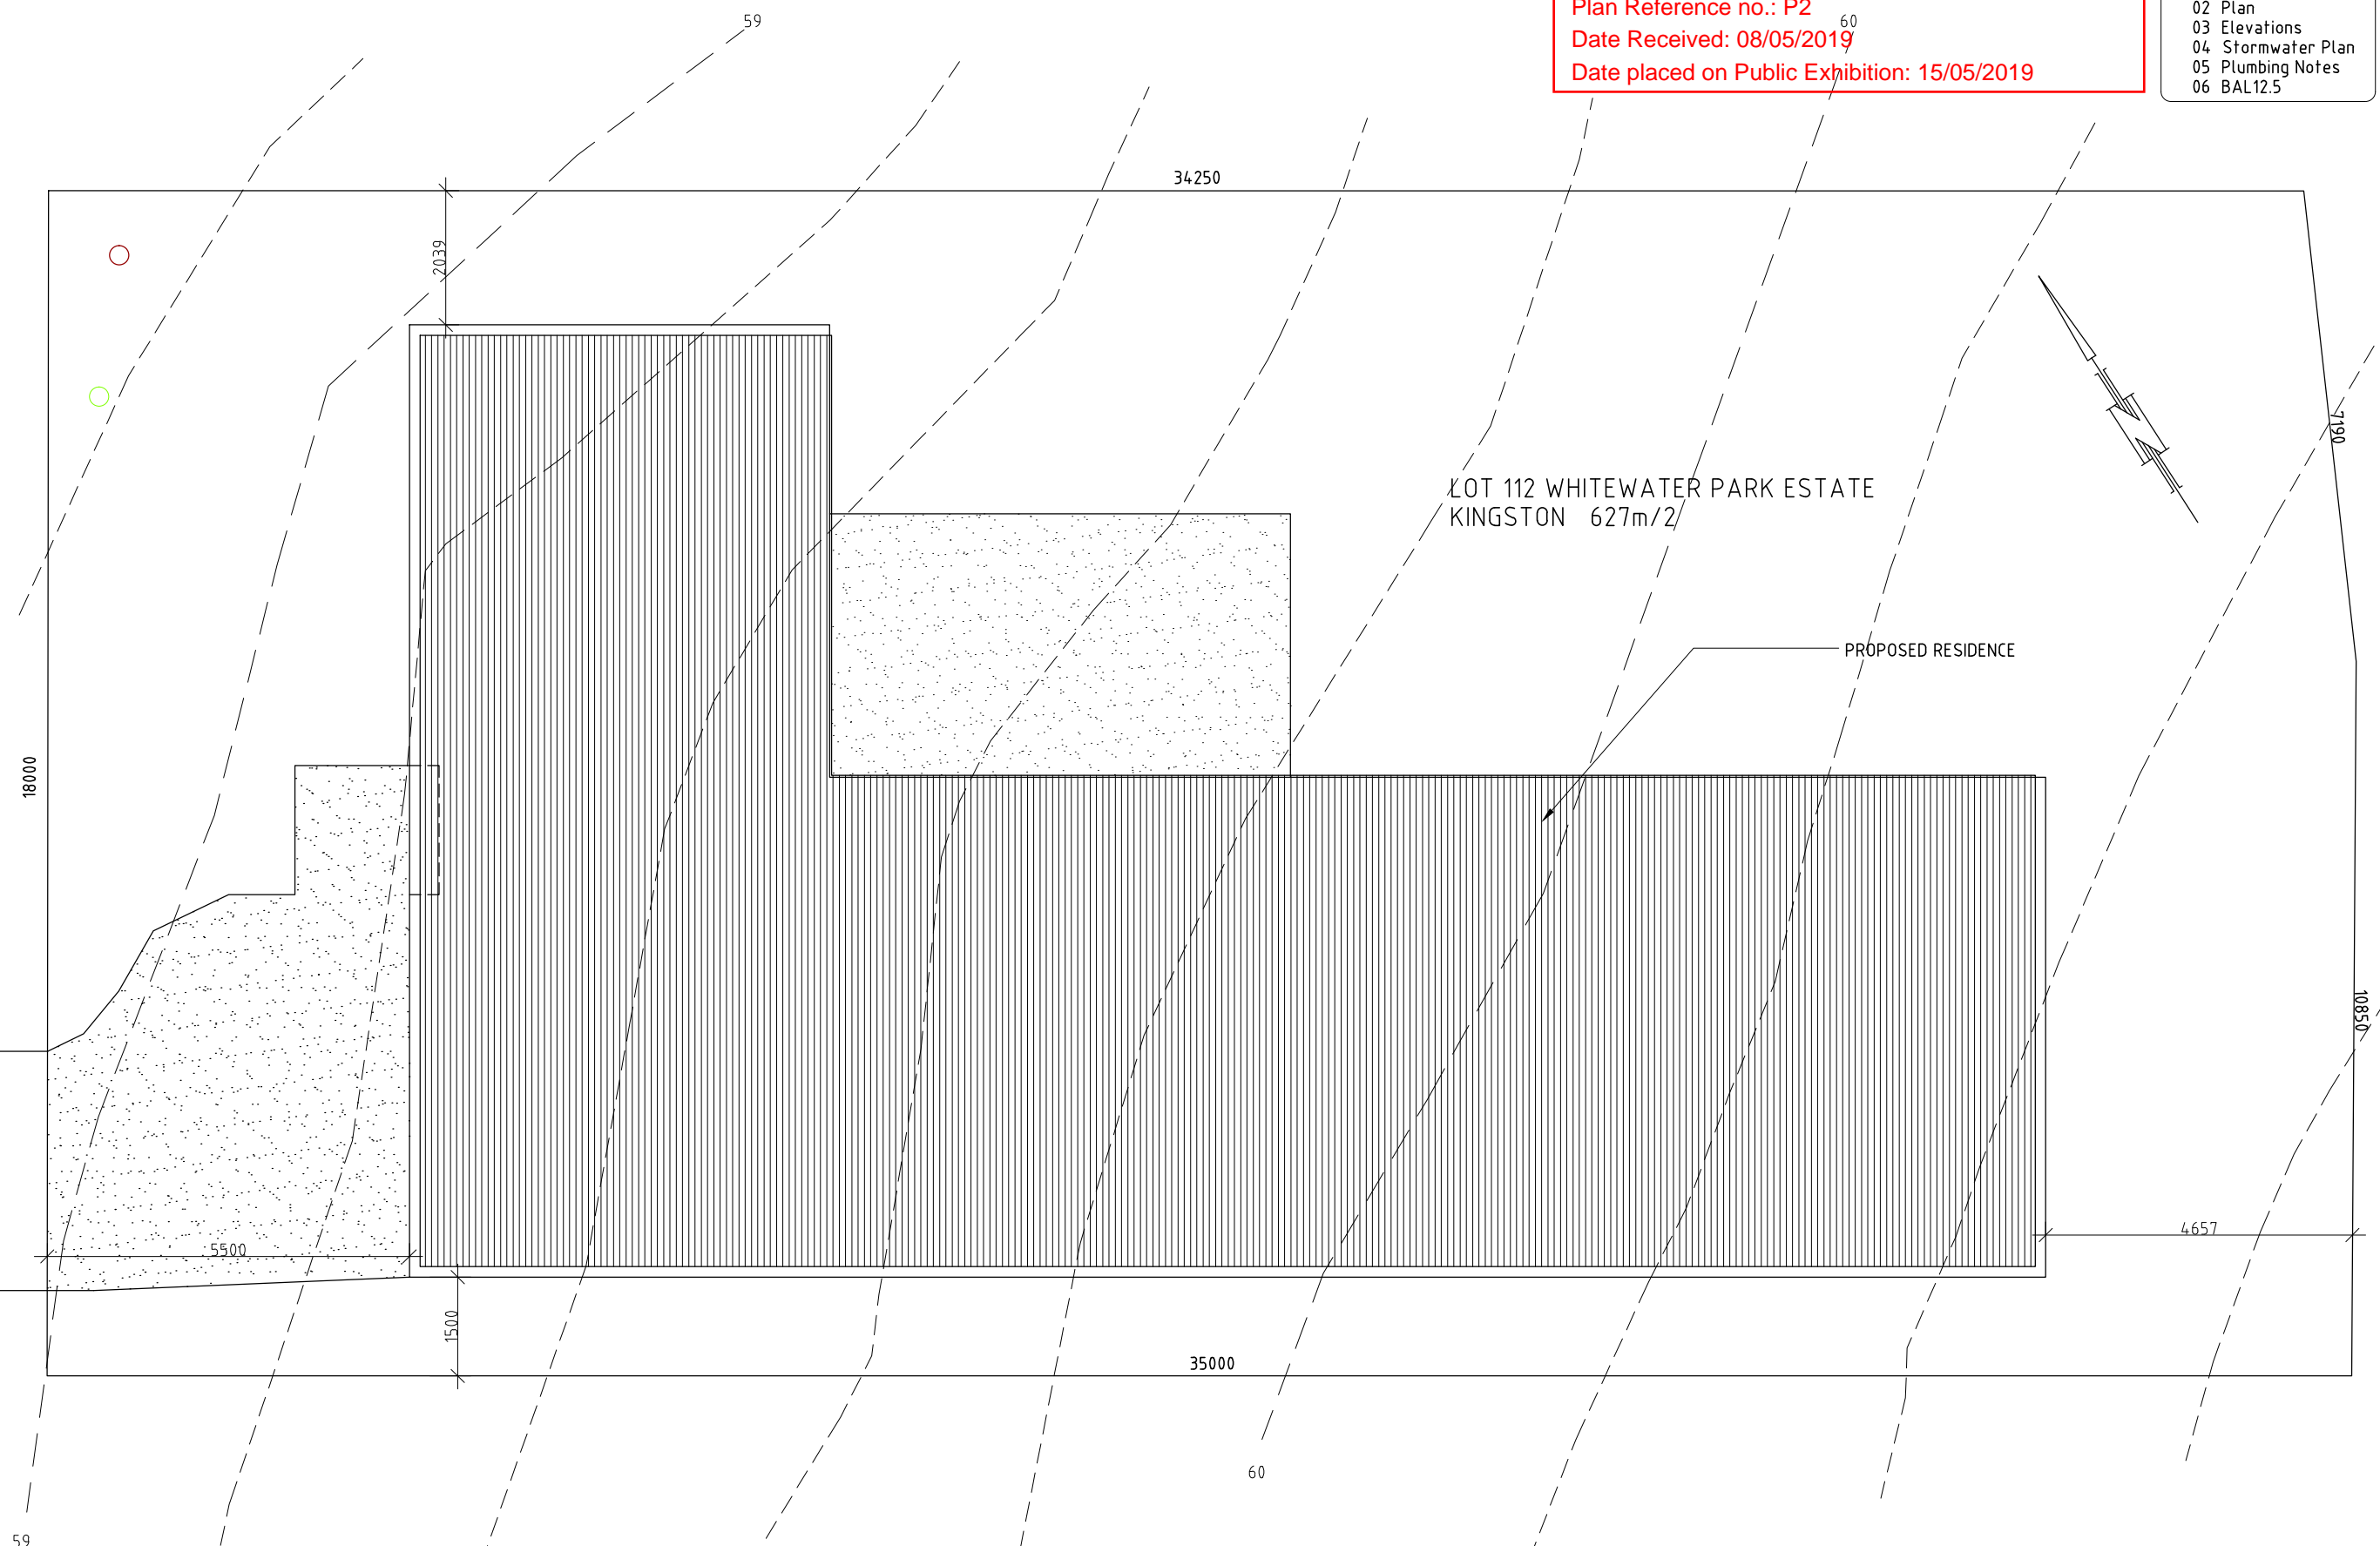 59
Plan Reference no.: P2
60
Date Received: 08/05/2019
Date placed on Public Exhibition: 15/05/2019
02 Plan
03 Elevations
04 Stormwater Plan
05 Plumbing Notes
06 BAL12.5
34250
2039
7190
LOT 112 WHITEWATER PARK ESTATE
KINGSTON 627m/2
PROPOSED RESIDENCE
18000
10850
5500
4657
1500
35000
60
59